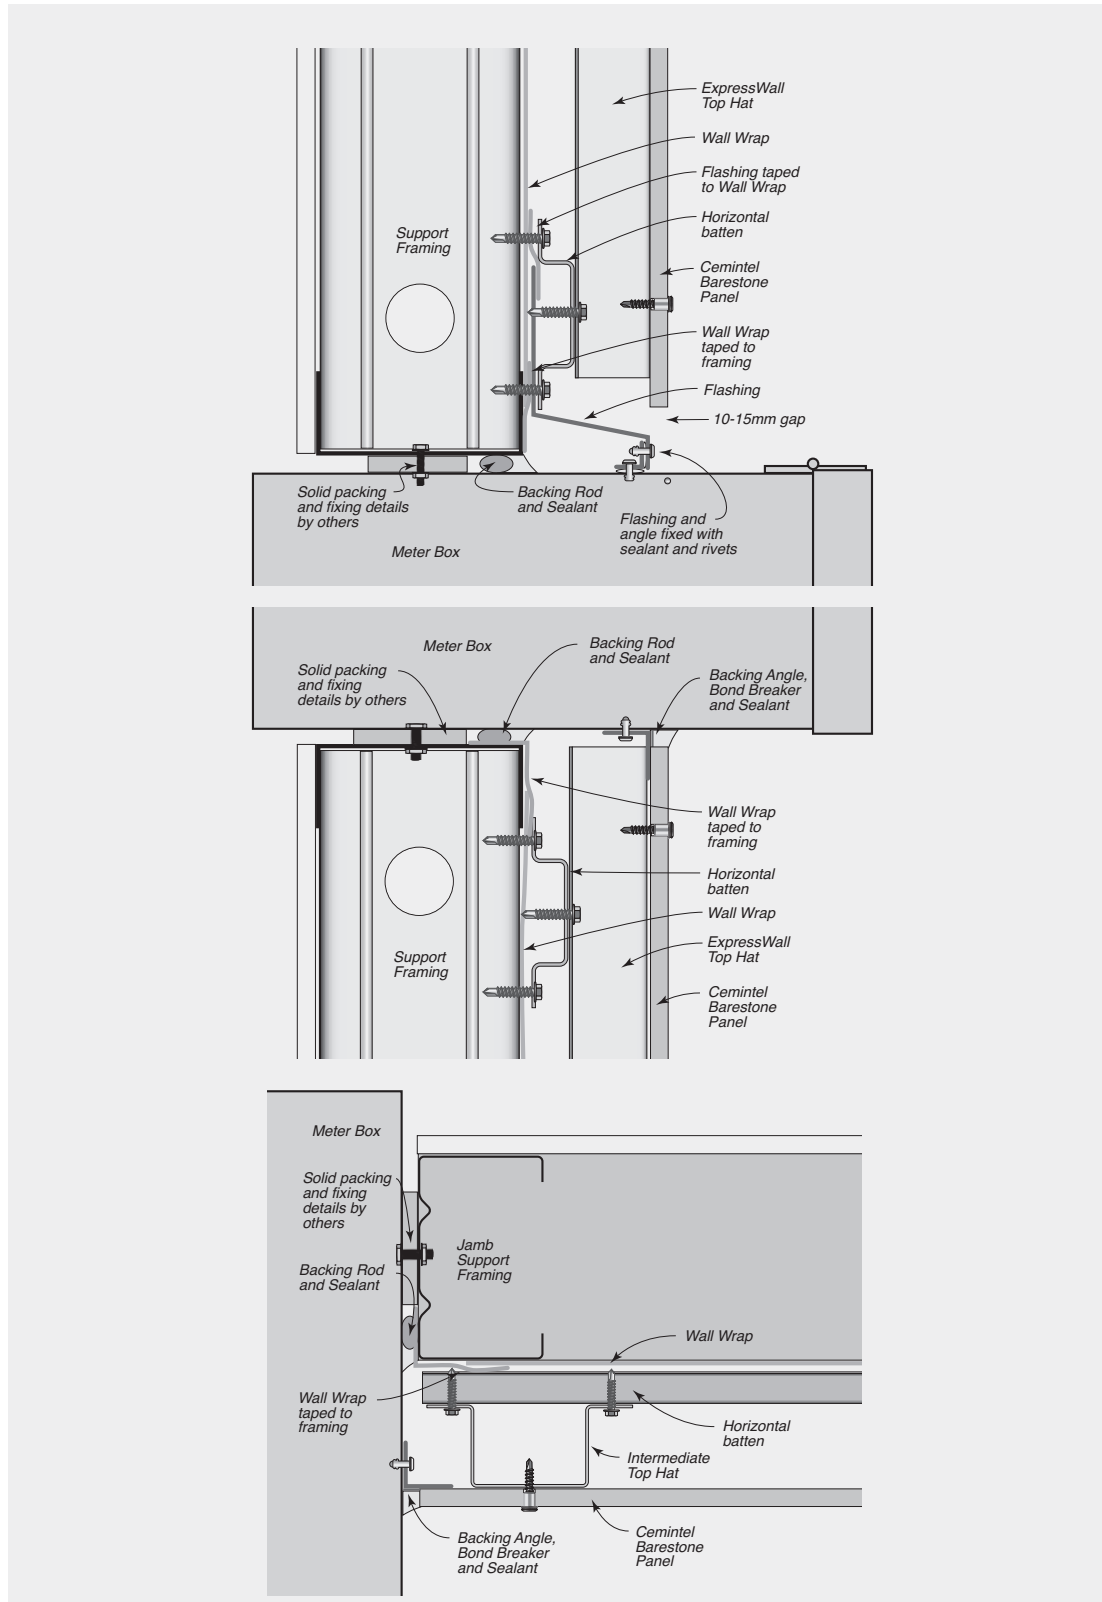 ExpressWall
Top Hat
Wall Wrap
Flashing taped
to Wall Wrap
Support
Framing
Horizontal
batten
Cemintel
Barestone
Panel
Wall Wrap
taped to
framing
Flashing
10-15mm gap
Solid packing
and fixing details
by others
Backing Rod
and Sealant
Flashing and
angle fixed with
sealant and rivets
Meter Box
Meter Box
Backing Rod
and Sealant
Solid packing
and fixing
details by others
Backing Angle,
Bond Breaker
and Sealant
Wall Wrap
taped to
framing
Horizontal
batten
Wall Wrap
Support
Framing
ExpressWall
Top Hat
Cemintel
Barestone
Panel
Meter Box
Solid packing
and fixing
details by
others
Jamb
Support
Framing
Backing Rod
and Sealant
Wall Wrap
Wall Wrap
taped to
framing
Horizontal
batten
Intermediate
Top Hat
Backing Angle,
Bond Breaker
and Sealant
Cemintel
Barestone
Panel